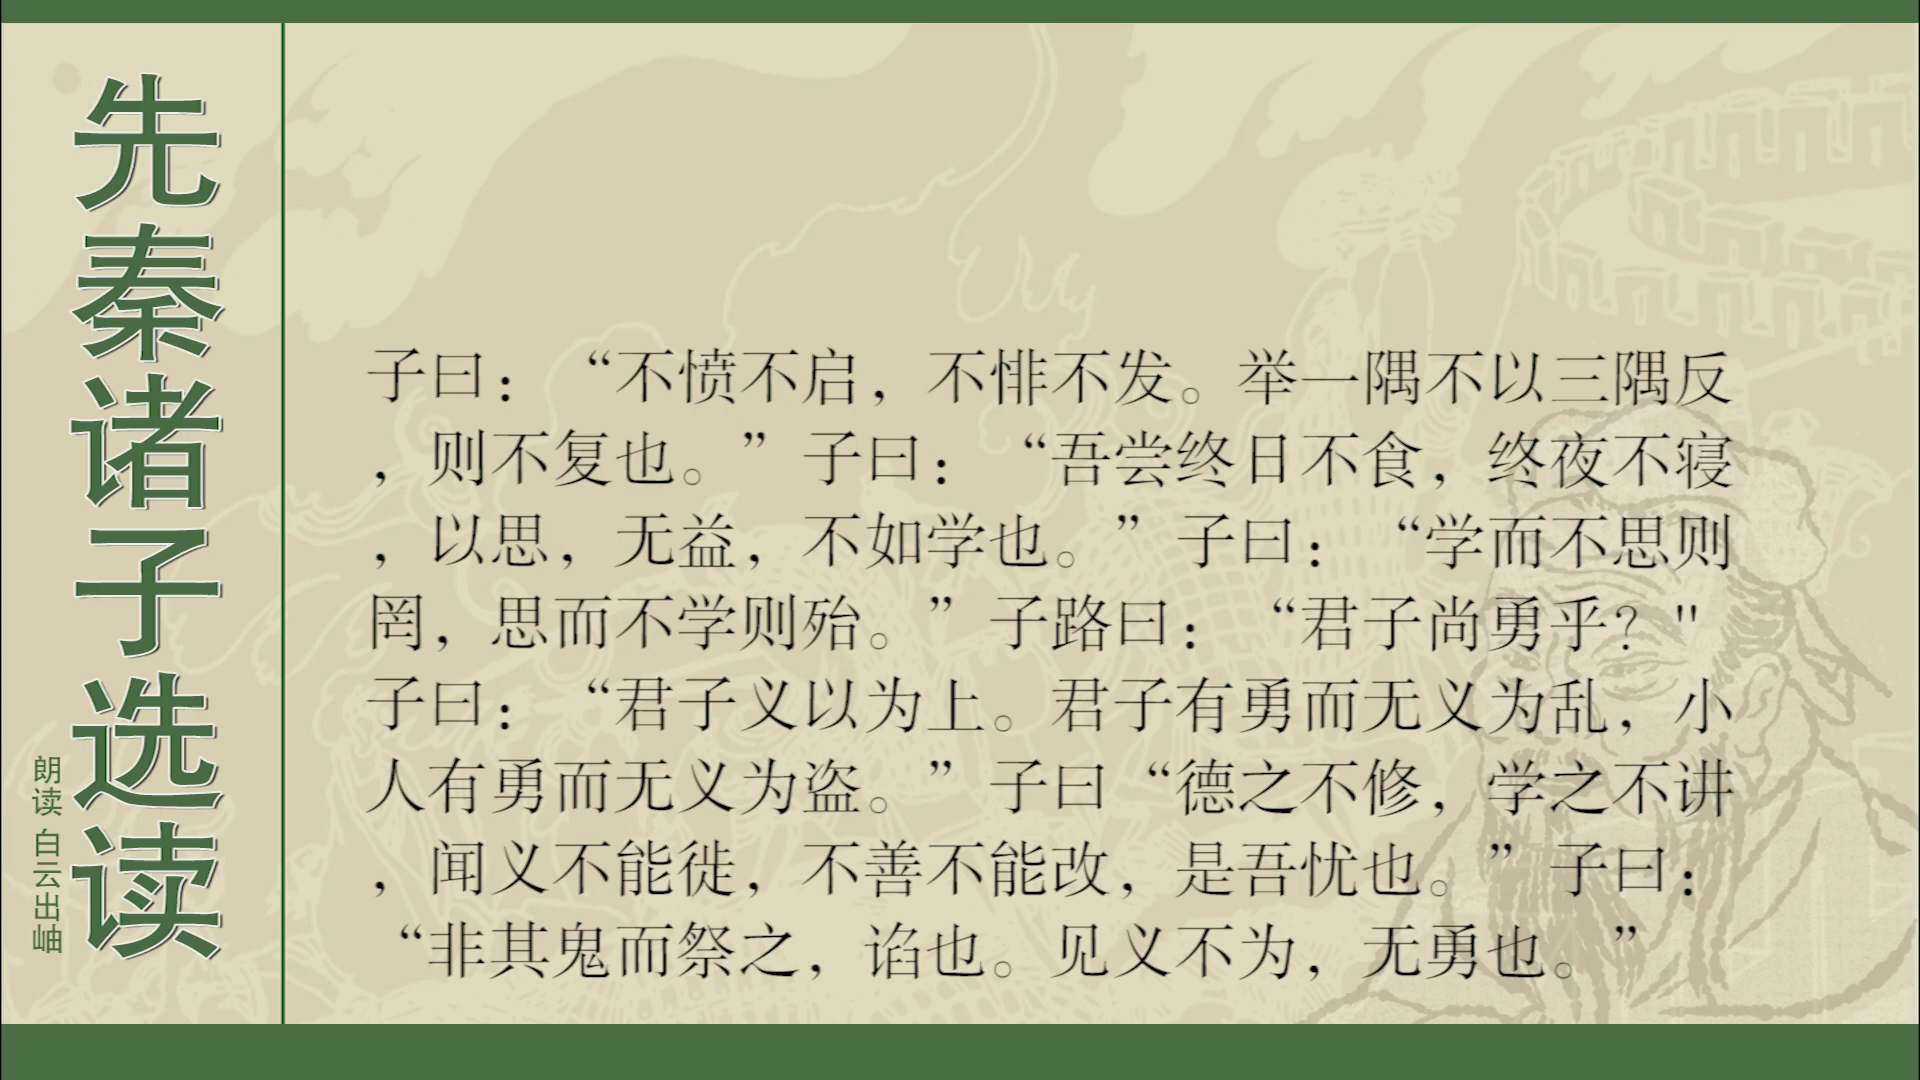 先秦诸子选读
朗读 白云出岫
子曰：“不愤不启，不悱不发。举一隅不以三隅反
，则不复也。”子曰：“吾尝终日不食，终夜不寝
，以思，无益，不如学也。”子曰：“学而不思则
罔，思而不学则殆。”子路曰：“君子尚勇乎？"
子曰：“君子义以为上。君子有勇而无义为乱，小
人有勇而无义为盗。”子曰“德之不修，学之不讲
，闻义不能徙，不善不能改，是吾忧也。”子曰：
“非其鬼而祭之，谄也。见义不为，无勇也。”